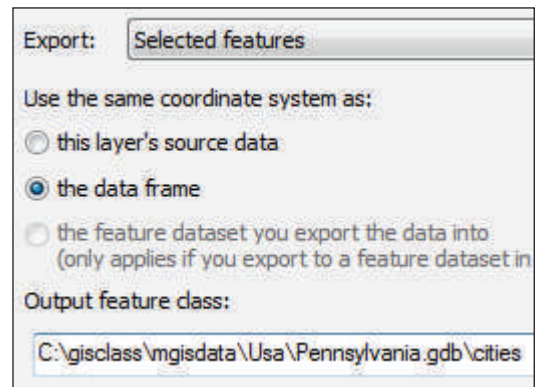 Export: Selected features
Use the same coordinate system as:
this layer's source data
the data frame
the feature dataset you export the data into
(only applies if you export to a feature dataset in
Output feature class:
C:\gisclass\mgisdata\Usa\Pennsylvania.gdb\cities